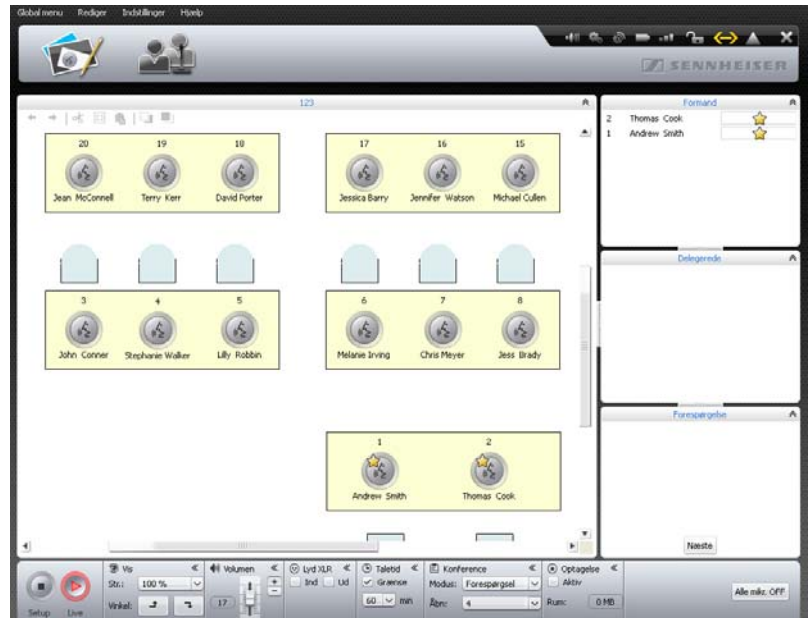 Global menu Rediger Indstillinger Hjælp
SENNHEISER
123
Formand
2 Thomas Cook
1 Andrew Smith
20 19 18 17 16 15
Jean McConnell Terry Kerr David Porter Jessica Barry Jennifer Watson Michael Cullen
Delegerede
3 4 5 6 7 8
John Conner Stephanie Walker Lilly Robbin Melanie Irving Chris Meyer Jess Brady
Forespørgelse
1 2
Andrew Smith Thomas Cook
Næste
Vis Volumen Lyd XLR Taletid Konference Optagelse
Str.: 100 % Ind Ud Grænse Modus: Forespørgsel Aktiv
Alle mikr. OFF
Vinkel: 17 60 min Åbn: 4 Rum: 0 MB
Setup Live